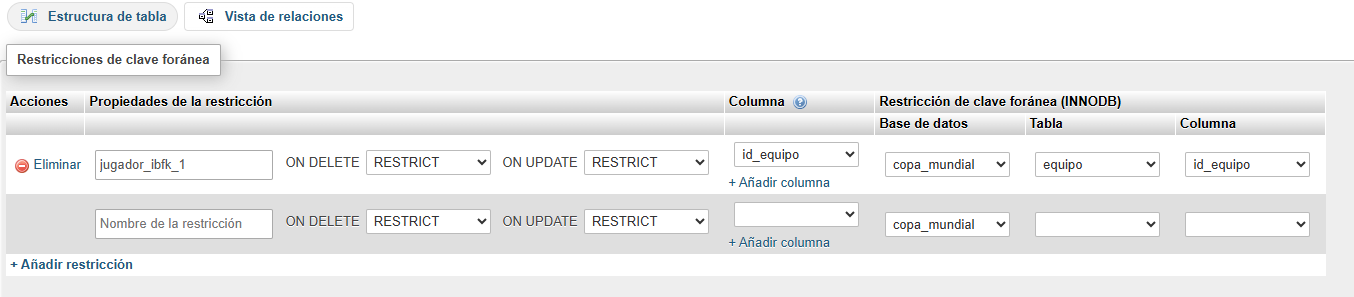 Estructura de tabla Vista de relaciones
Restricciones de clave foránea
Acciones Propiedades de la restricción Columna Restricción de clave foránea (INNODB)
Base de datos Tabla Columna
Eliminar jugador_ibfk_1 ON DELETE RESTRICT ON UPDATE RESTRICT id_equipo copa_mundial equipo id_equipo
+ Añadir columna
Nombre de la restricción ON DELETE RESTRICT ON UPDATE RESTRICT copa_mundial
+ Añadir columna
+ Añadir restricción